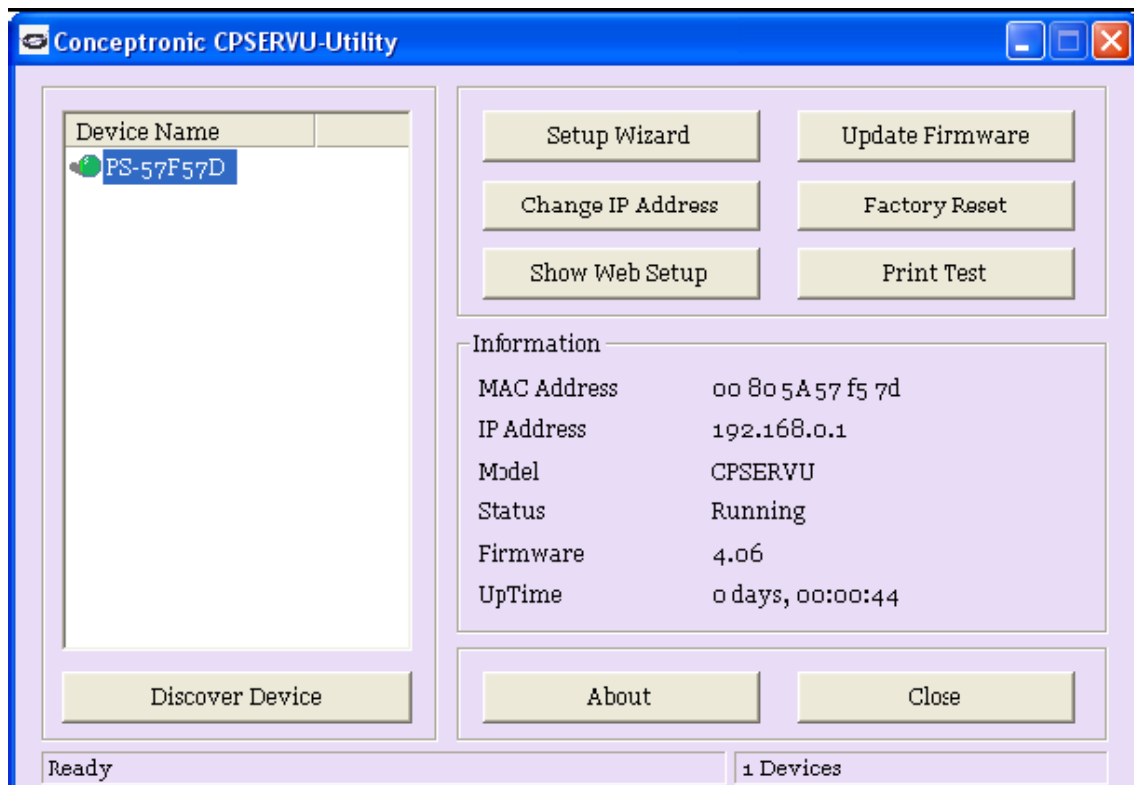 Conceptronic CPSERVU-Utility
Device Name
PS-57F57D
Discover Device
Setup Wizard
Update Firmware
Change IP Address
Factory Reset
Show Web Setup
Print Test
Information
MAC Address 00 80 5A 57 f5 7d
IP Address 192.168.0.1
Model CPSERVU
Status Running
Firmware 4.06
UpTime 0 days, 00:00:44
About
Close
Ready
1 Devices